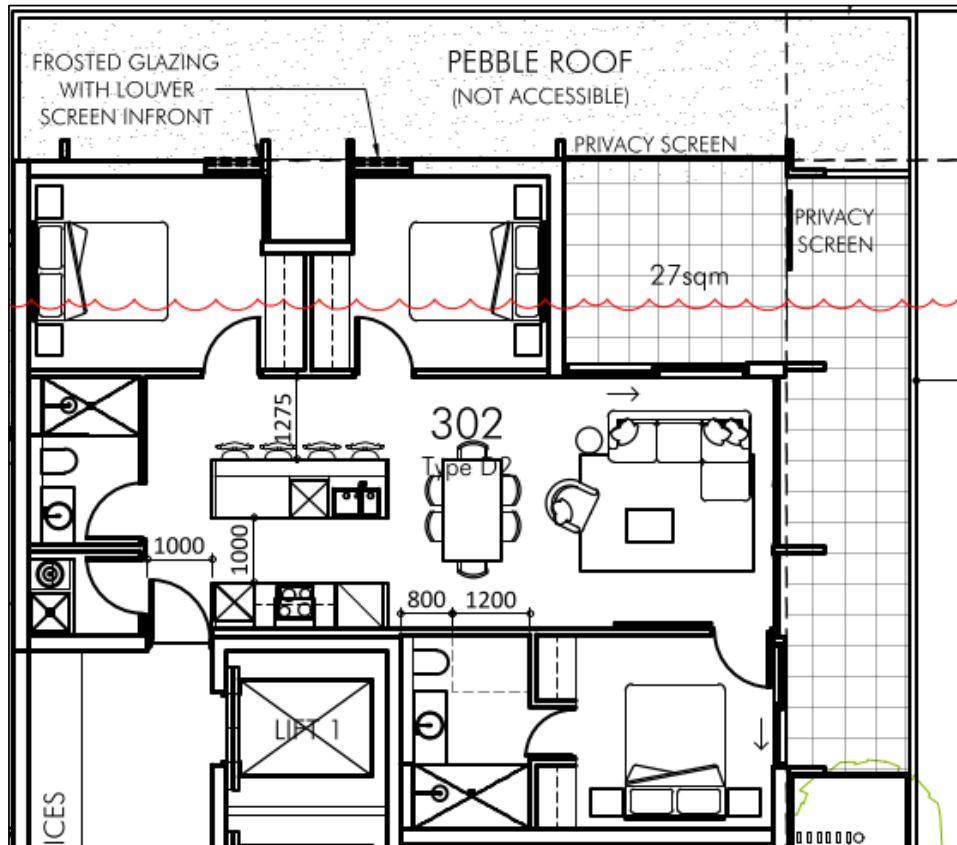 FROSTED GLAZING
WITH LOUVER
SCREEN INFRONT
PEBBLE ROOF
(NOT ACCESSIBLE)
PRIVACY SCREEN
PRIVACY
SCREEN
27sqm
1275
302
Type D2
1000
1000
800
1200
LIFT 1
ICES